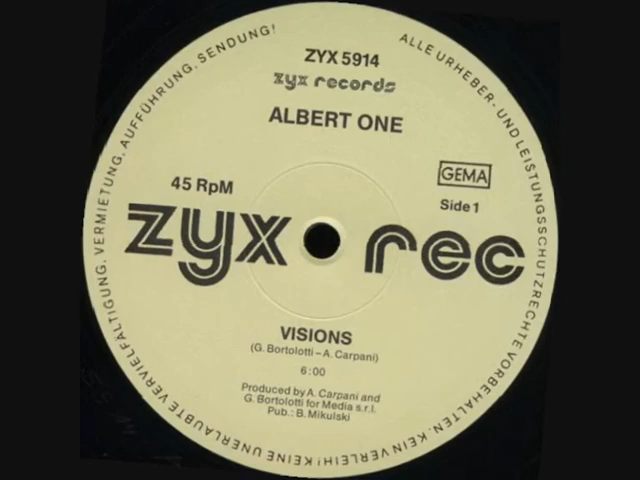 ALLE URHEBER- UND LEISTUNGSSCHUTZRECHTE VORBEHALTEN. KEIN VERLEIH! KEINE UNERLAUBTE VERVIELFÄLTIGUNG, VERMIETUNG, AUFFÜHRUNG, SENDUNG!
ZYX 5914
zyx records
ALBERT ONE
45 RpM
GEMA
Side 1
zyx rec
VISIONS
(G. Bortolotti – A. Carpani)
6:00
Produced by A. Carpani and
G. Bortolotti for Media s.r.l.
Pub.: B. Mikulski